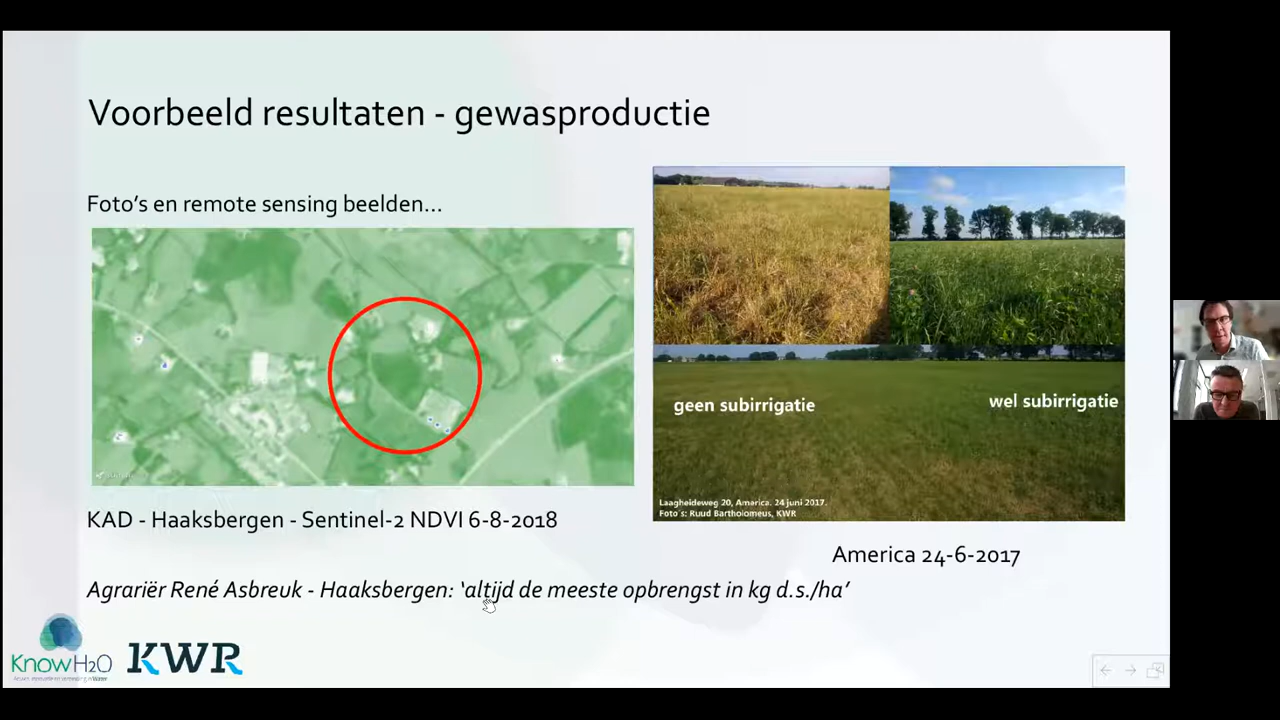 Voorbeeld resultaten - gewasproductie
Foto's en remote sensing beelden...
geen subirrigatie
wel subirrigatie
Laagheideweg 20, America. 24 juni 2017.
Foto's: Ruud Bartholomeus, KWR
KAD - Haaksbergen - Sentinel-2 NDVI 6-8-2018
America 24-6-2017
Agrariër René Asbreuk - Haaksbergen: 'altijd de meeste opbrengst in kg d.s./ha'
KnowH2O
KWR